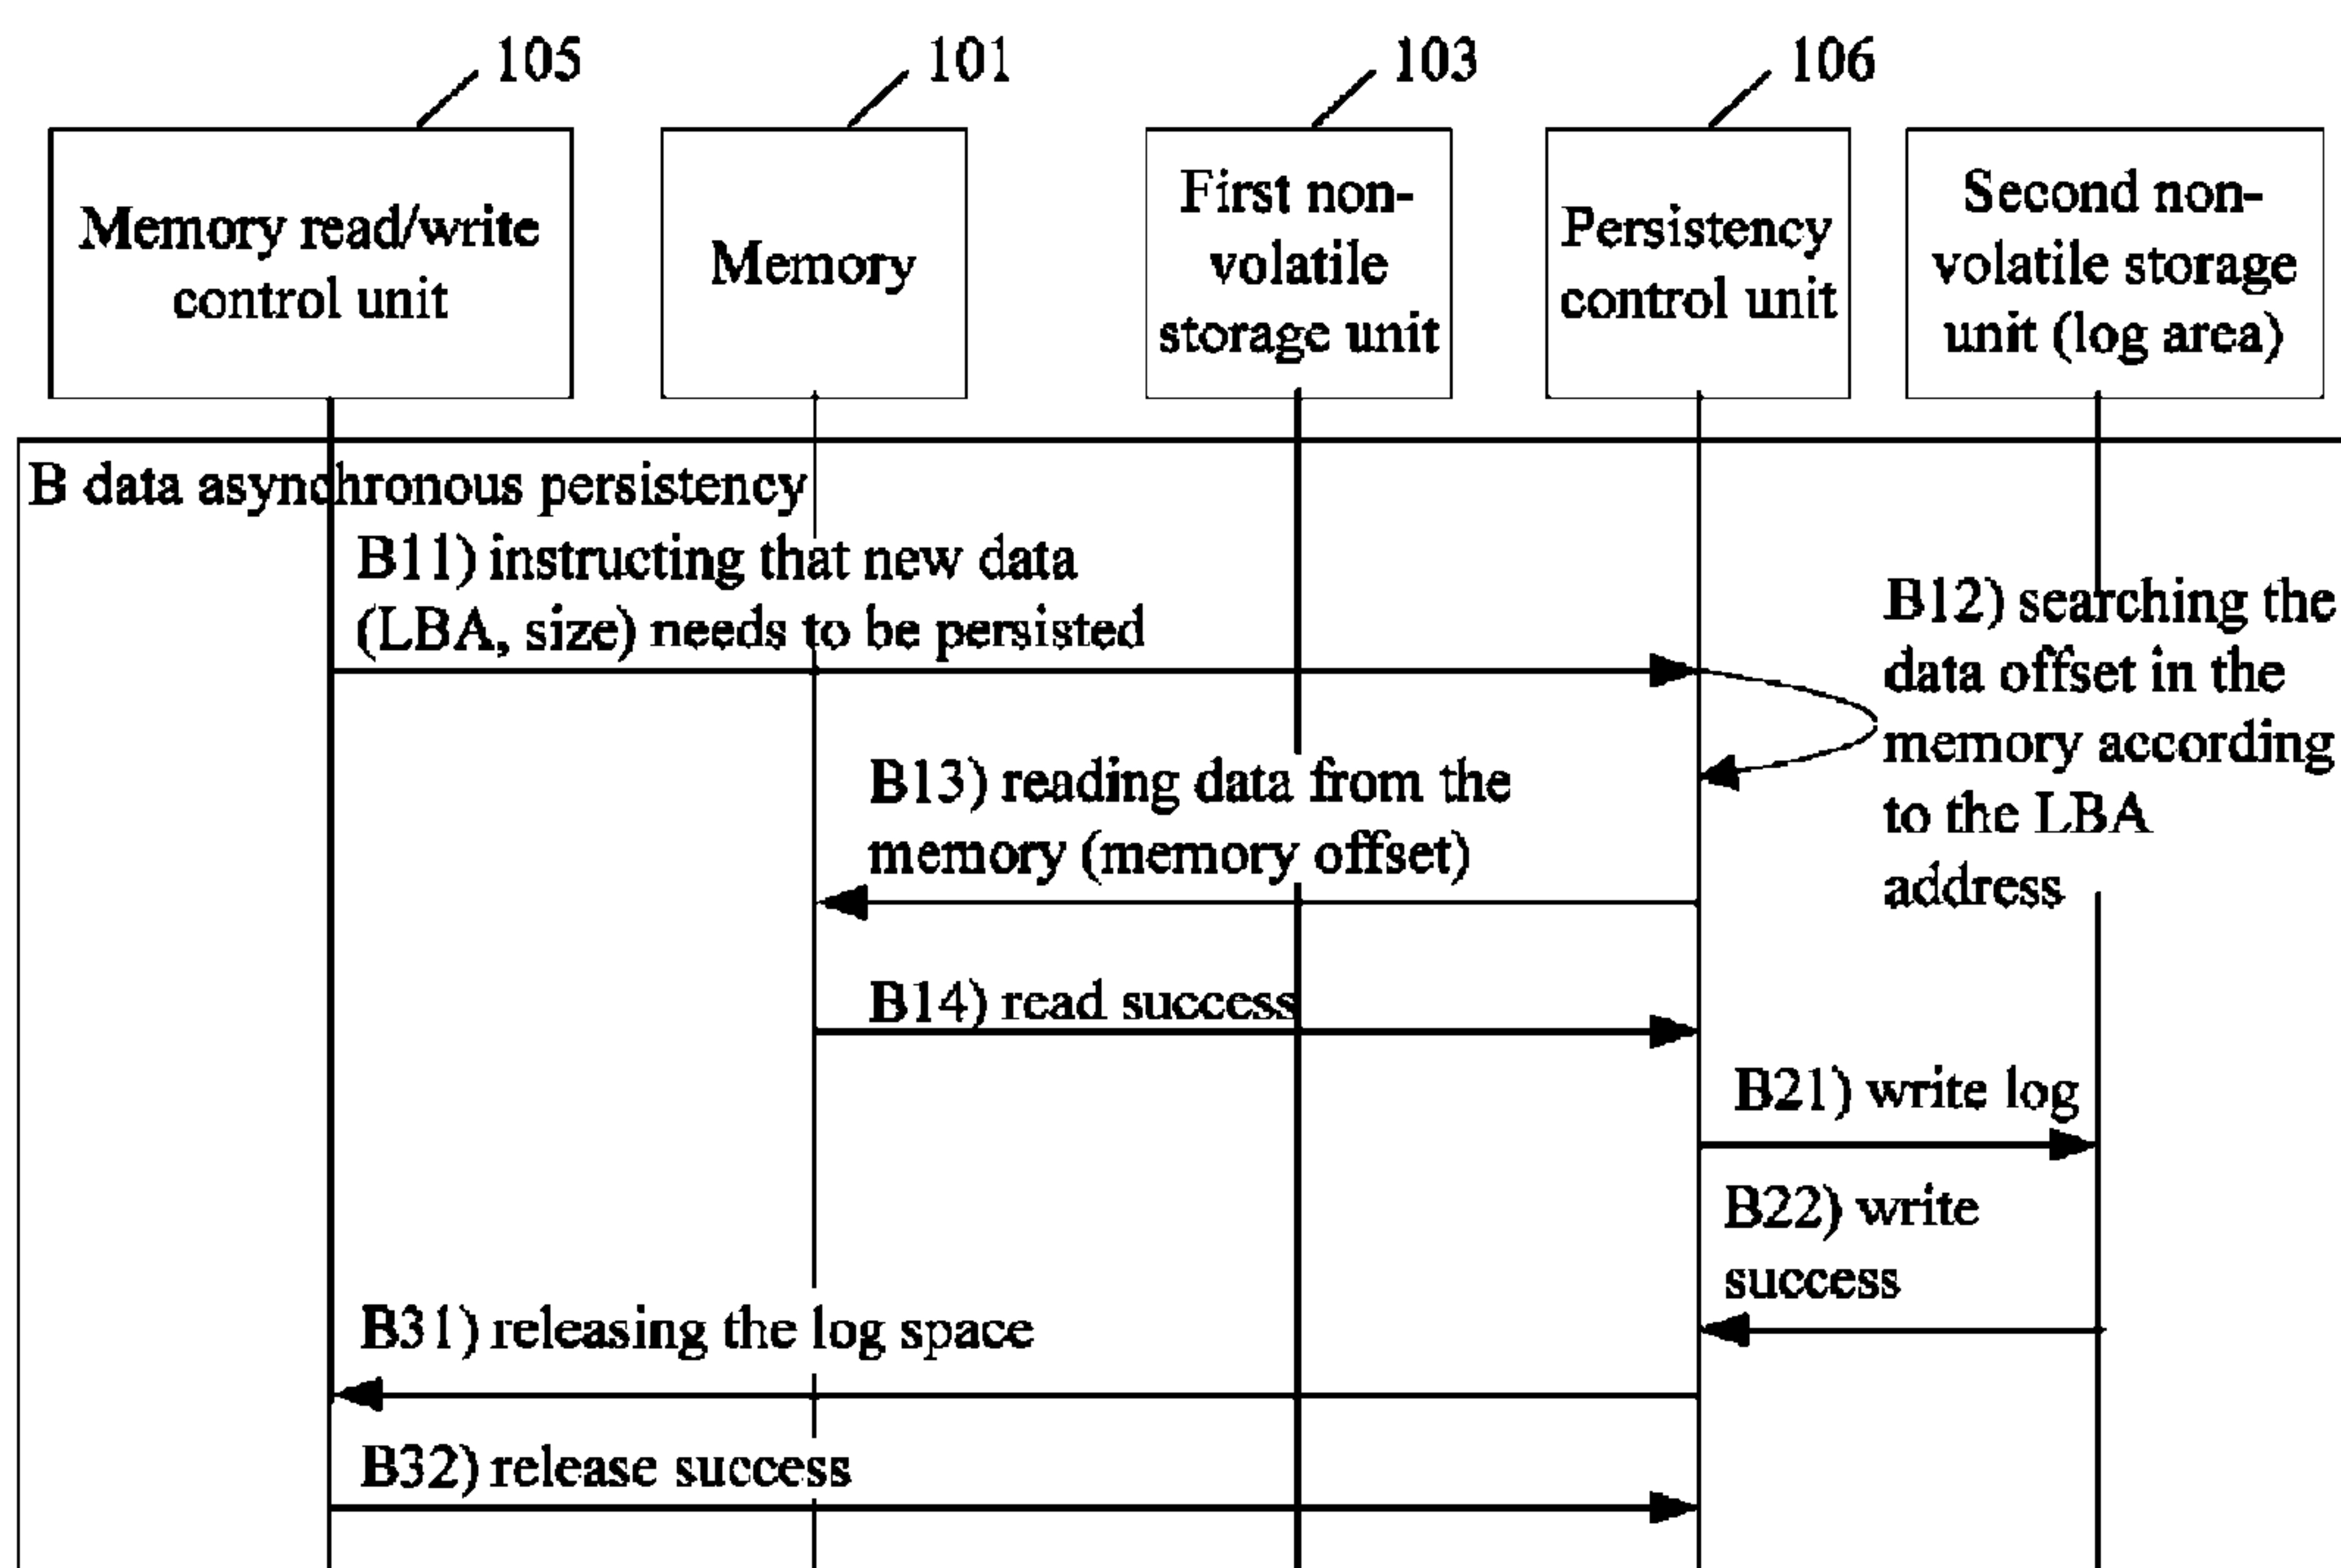 105
101
103
106
Memory read/write
control unit
Memory
First non-
volatile
storage unit
Persistency
control unit
Second non-
volatile storage
unit (log area)
B data asynchronous persistency
B11) instructing that new data
(LBA, size) needs to be persisted
B12) searching the
data offset in the
memory according
to the LBA
address
B13) reading data from the
memory (memory offset)
B14) read success
B21) write log
B22) write
success
B31) releasing the log space
B32) release success